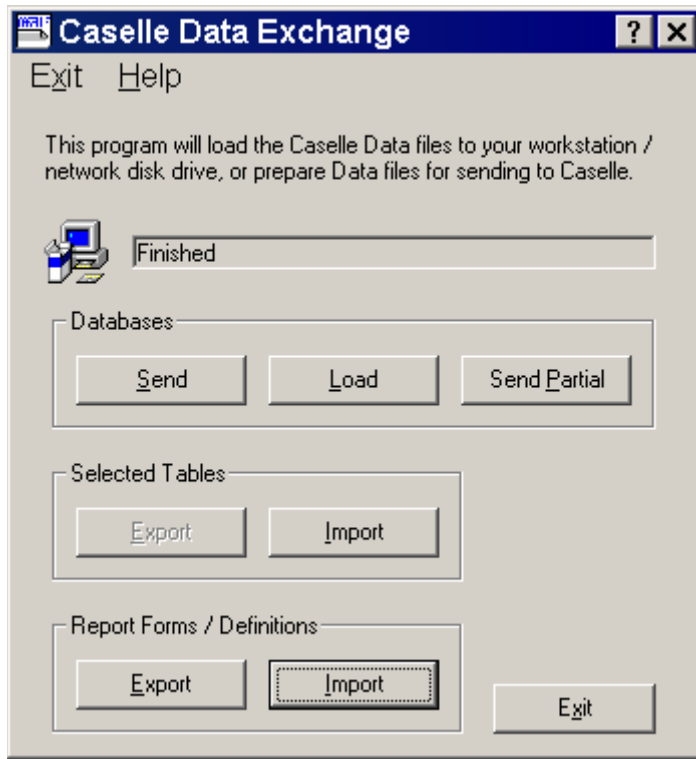 Caselle Data Exchange ? X
Exit Help
This program will load the Caselle Data files to your workstation /
network disk drive, or prepare Data files for sending to Caselle.
Finished
Databases
Send Load Send Partial
Selected Tables
Export Import
Report Forms / Definitions
Export Import
Exit